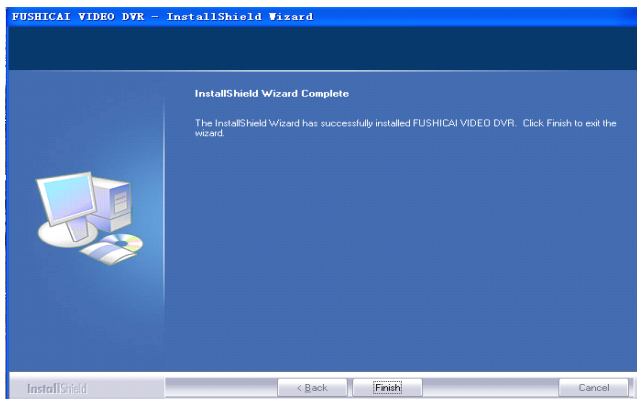 FUSHICAI VIDEO DVR - InstallShield Wizard
InstallShield Wizard Complete
The InstallShield Wizard has successfully installed FUSHICAI VIDEO DVR. Click Finish to exit the
wizard.
InstallShield
< Back
Finish
Cancel